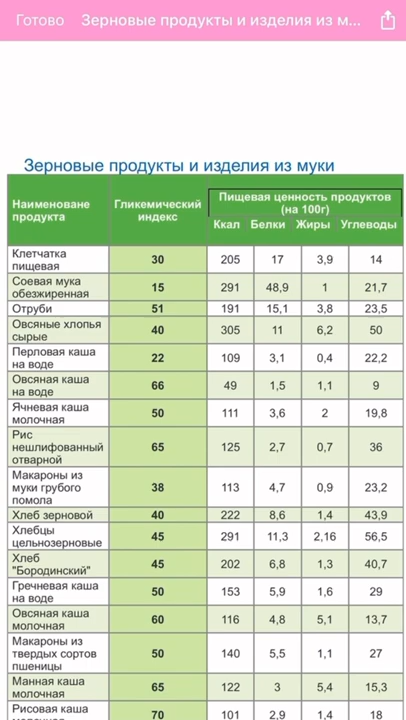 Готово Зерновые продукты и изделия из м...
Зерновые продукты и изделия из муки
Наименоване продукта Гликемический индекс Пищевая ценность продуктов (на 100г)
Ккал Белки Жиры Углеводы
Клетчатка пищевая 30 205 17 3,9 14
Соевая мука обезжиренная 15 291 48,9 1 21,7
Отруби 51 191 15,1 3,8 23,5
Овсяные хлопья сырые 40 305 11 6,2 50
Перловая каша на воде 22 109 3,1 0,4 22,2
Овсяная каша на воде 66 49 1,5 1,1 9
Ячневая каша молочная 50 111 3,6 2 19,8
Рис нешлифованный отварной 65 125 2,7 0,7 36
Макароны из муки грубого помола 38 113 4,7 0,9 23,2
Хлеб зерновой 40 222 8,6 1,4 43,9
Хлебцы цельнозерновые 45 291 11,3 2,16 56,5
Хлеб "Бородинский" 45 202 6,8 1,3 40,7
Гречневая каша на воде 50 153 5,9 1,6 29
Овсяная каша молочная 60 116 4,8 5,1 13,7
Макароны из твердых сортов пшеницы 50 140 5,5 1,1 27
Манная каша молочная 65 122 3 5,4 15,3
Рисовая каша 70 101 2,9 1,4 18